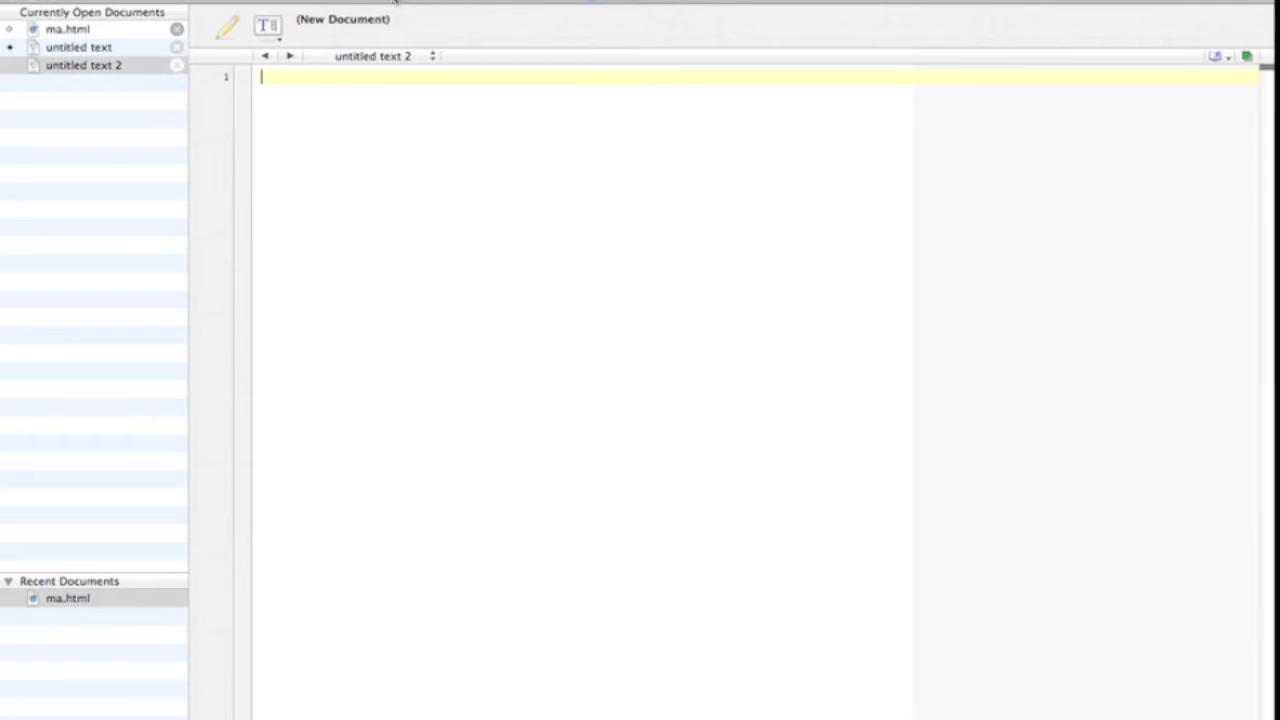 Currently Open Documents
ma.html
untitled text
untitled text 2
(New Document)
untitled text 2
1
Recent Documents
ma.html